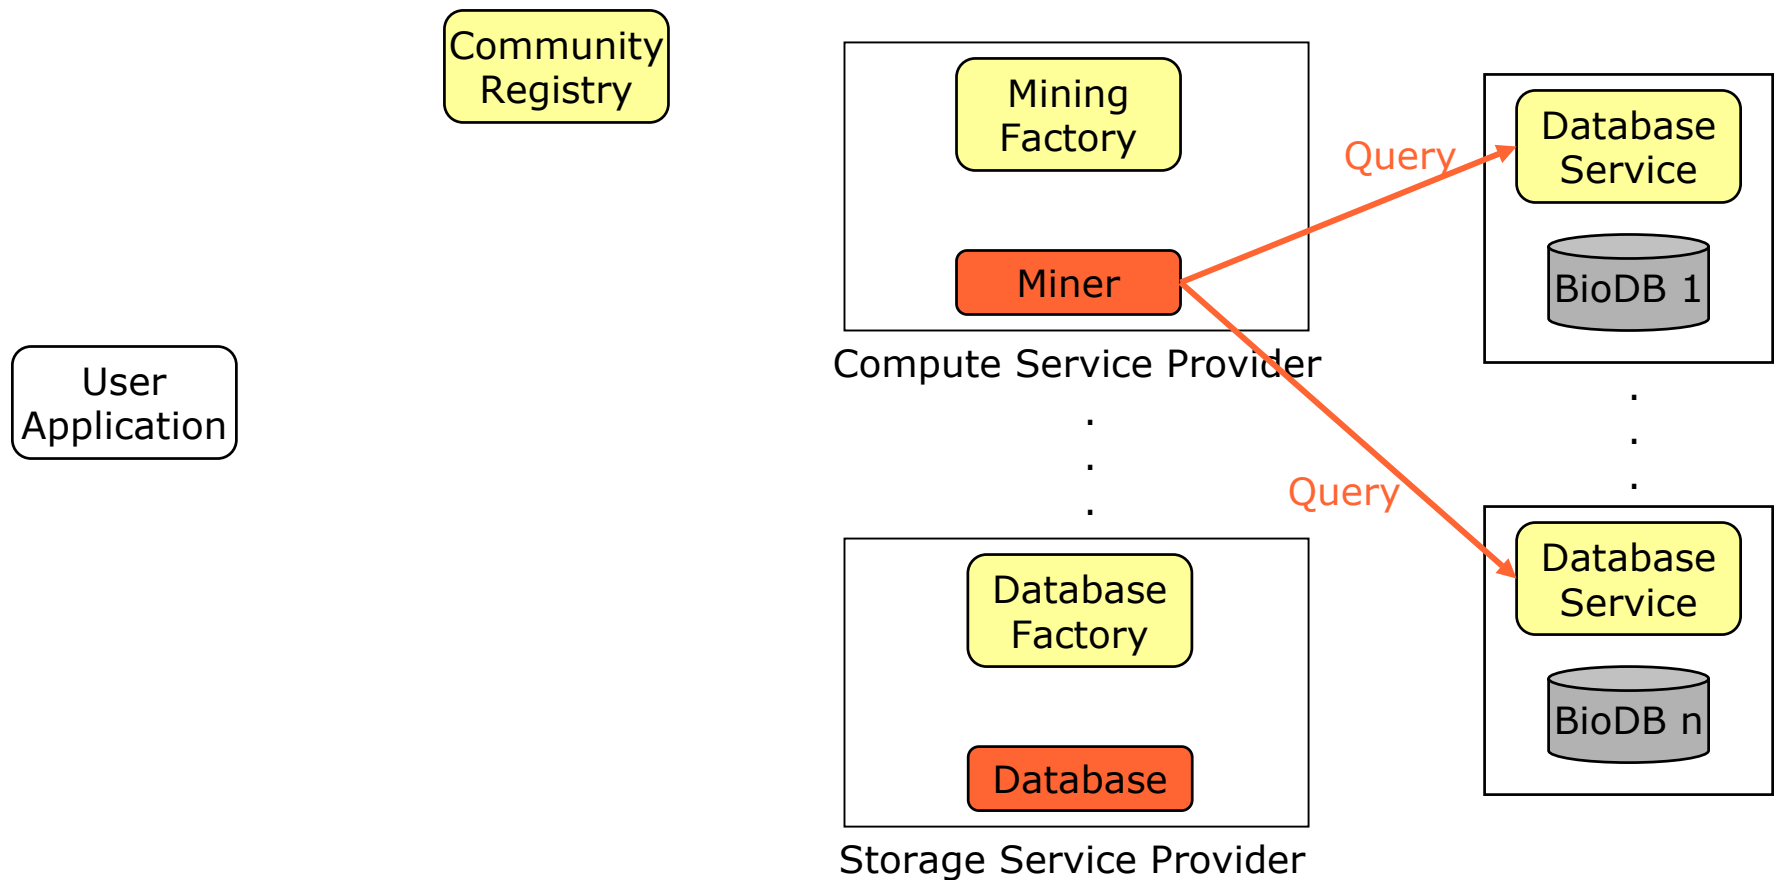 Community
Registry
Mining
Factory
Query
Database
Service
Miner
BioDB 1
Compute Service Provider
User
Application
.
.
.
.
.
.
Query
Database
Factory
Database
Service
Database
BioDB n
Storage Service Provider